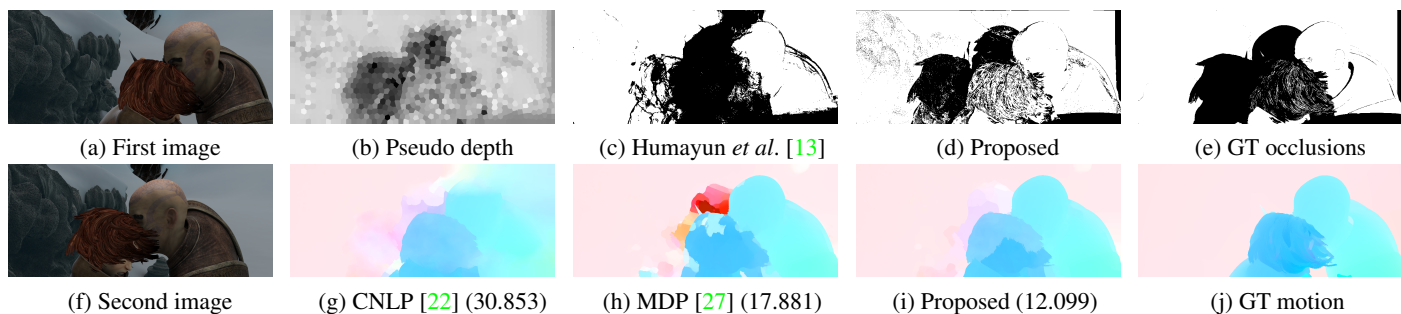 (a) First image
(b) Pseudo depth
(c) Humayun et al. [13]
(d) Proposed
(e) GT occlusions
(f) Second image
(g) CNLP [22] (30.853)
(h) MDP [27] (17.881)
(i) Proposed (12.099)
(j) GT motion